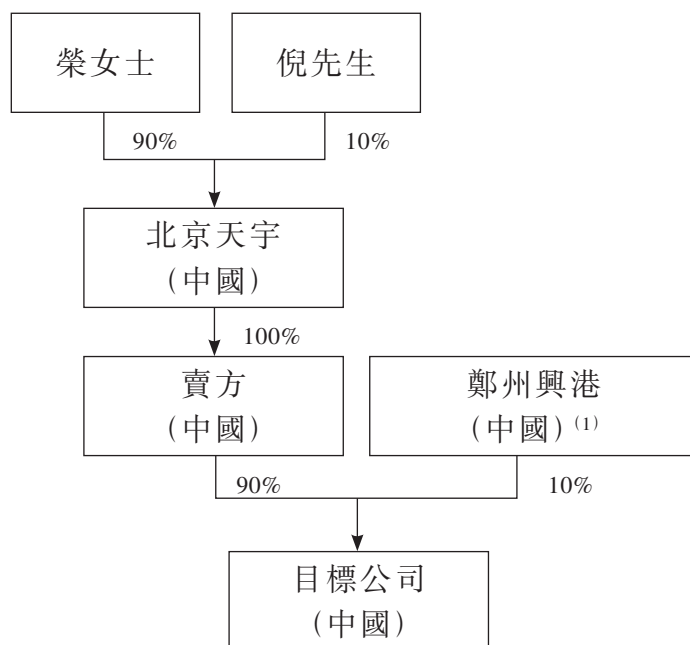 榮女士
倪先生
90%
10%
北京天宇
(中國)
100%
賣方
(中國)
鄭州興港
(中國)(1)
90%
10%
目標公司
(中國)